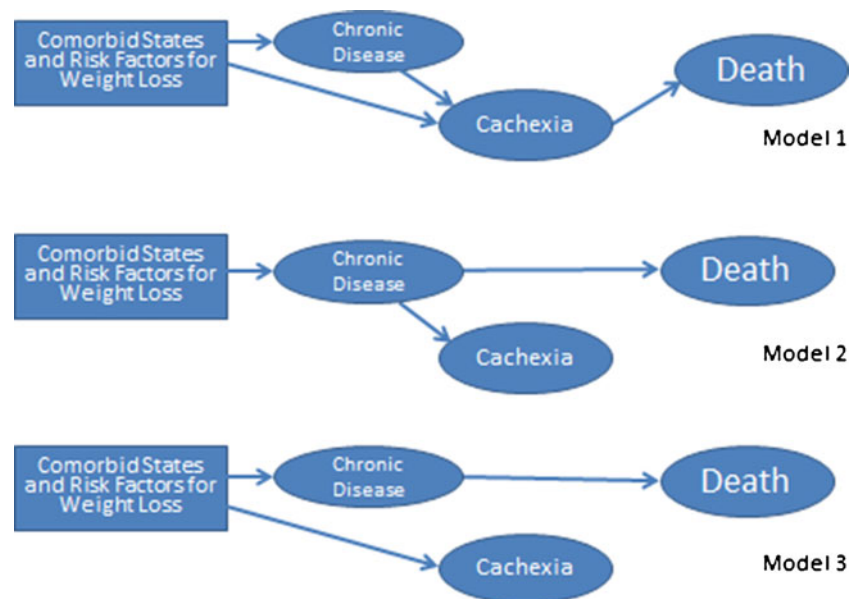 Comorbid States
and Risk Factors for
Weight Loss
Chronic
Disease
Cachexia
Death
Model 1
Comorbid States
and Risk Factors for
Weight Loss
Chronic
Disease
Death
Cachexia
Model 2
Comorbid States
and Risk Factors for
Weight Loss
Chronic
Disease
Death
Cachexia
Model 3